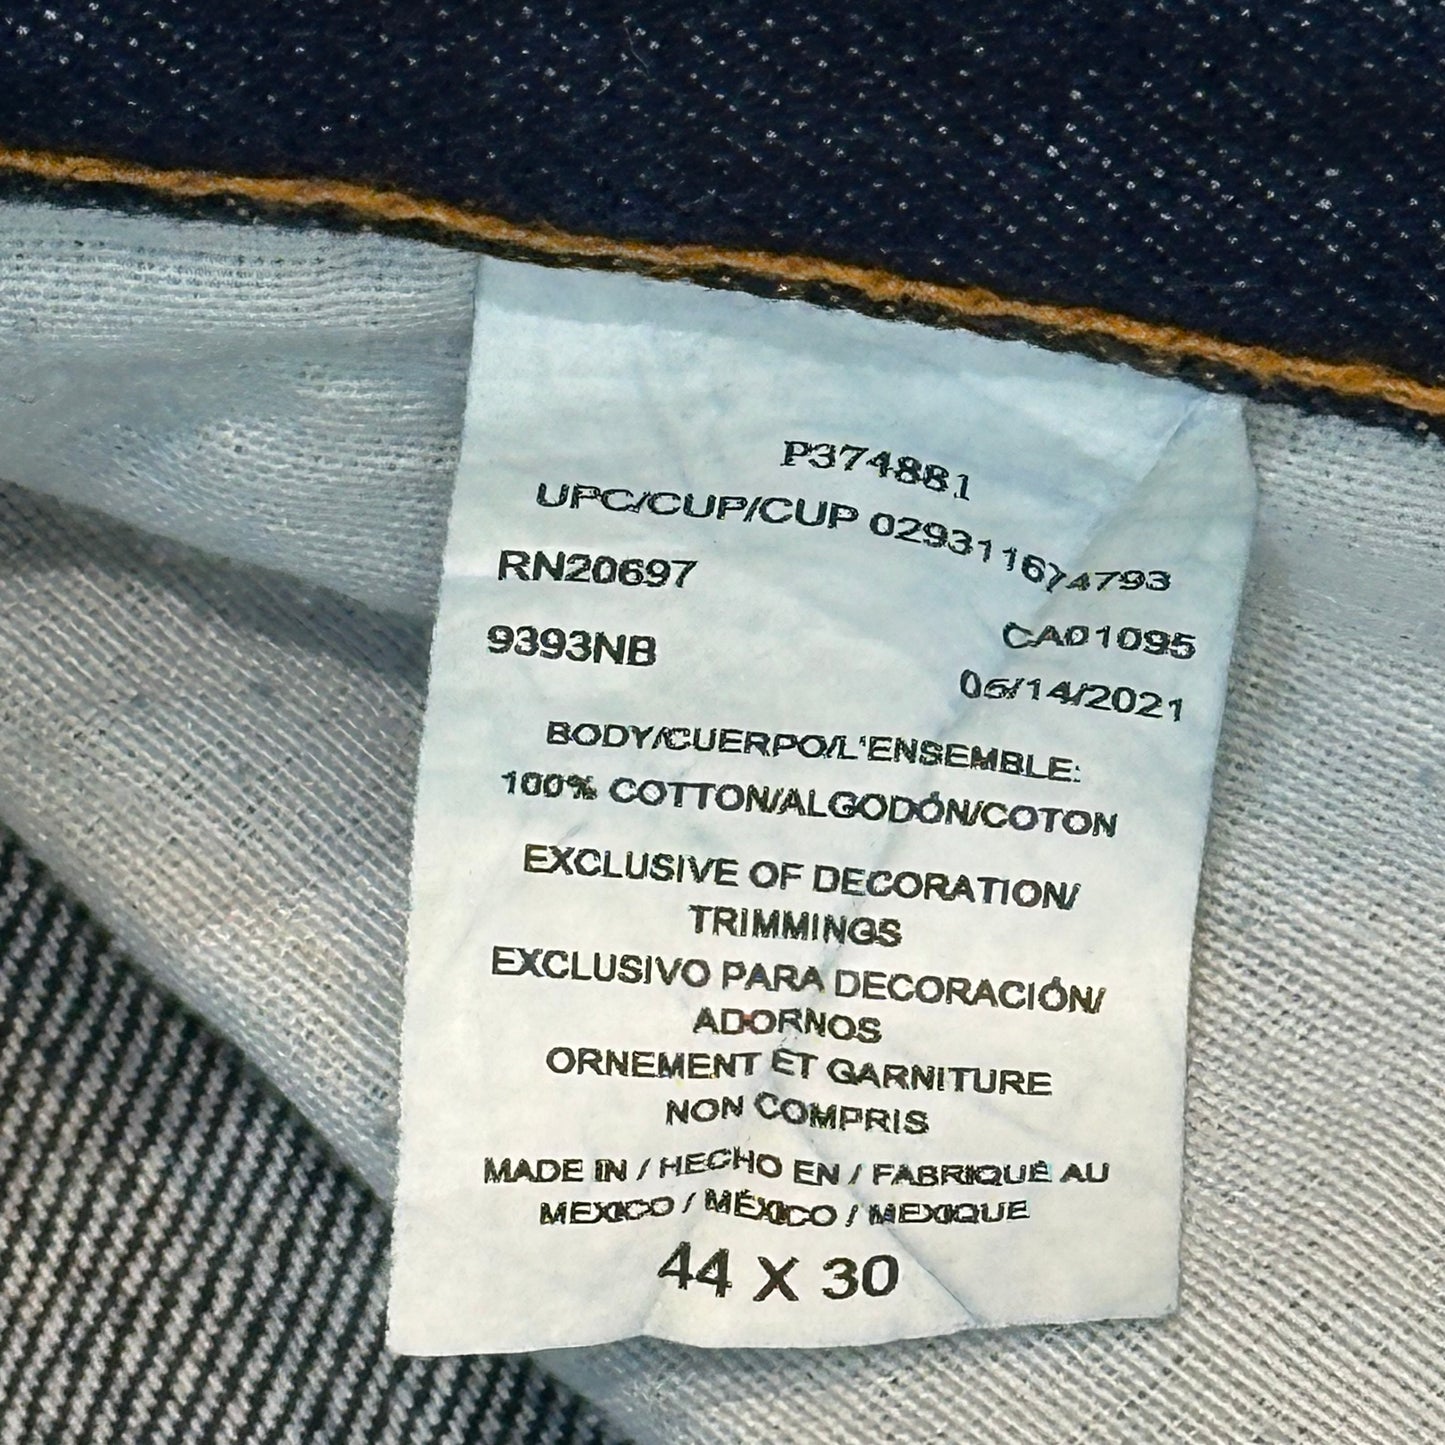 P374881
UPC/CUP/CUP 029311674793
RN20697
CA01095
9393NB
06/14/2021
BODY/CUERPO/L'ENSEMBLE:
100% COTTON/ALGODÓN/COTON
EXCLUSIVE OF DECORATION/
TRIMMINGS
EXCLUSIVO PARA DECORACIÓN/
ADORNOS
ORNEMENT ET GARNITURE
NON COMPRIS
MADE IN / HECHO EN / FABRIQUÉ AU
MEXICO / MÉXICO / MEXIQUE
44 X 30